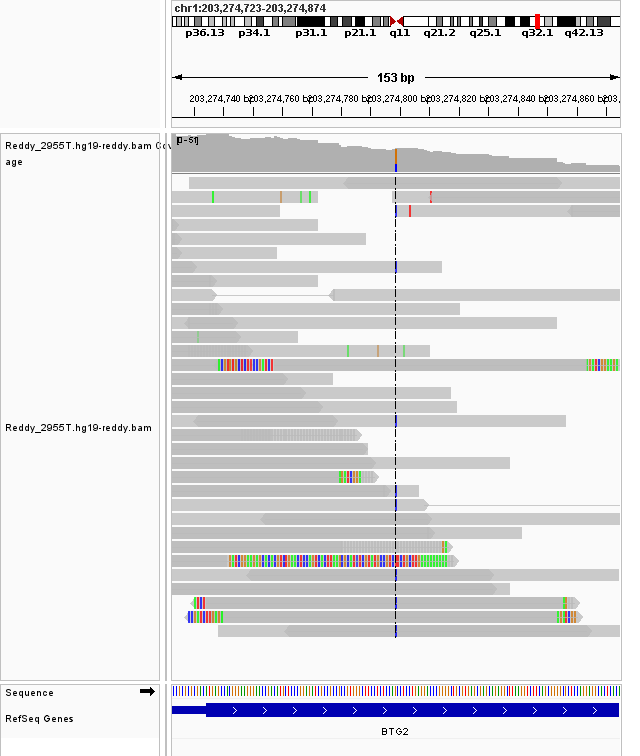 chr1:203,274,723-203,274,874
p36.13 p34.1 p31.1 p21.1 q11 q21.2 q25.1 q32.1 q42.13
153 bp
203,274,740 bp 203,274,760 bp 203,274,780 bp 203,274,800 bp 203,274,820 bp 203,274,840 bp 203,274,860 bp 203,
Reddy_2955T.hg19-reddy.bam Cov
age
[0-51]
Reddy_2955T.hg19-reddy.bam
Sequence
RefSeq Genes
BTG2